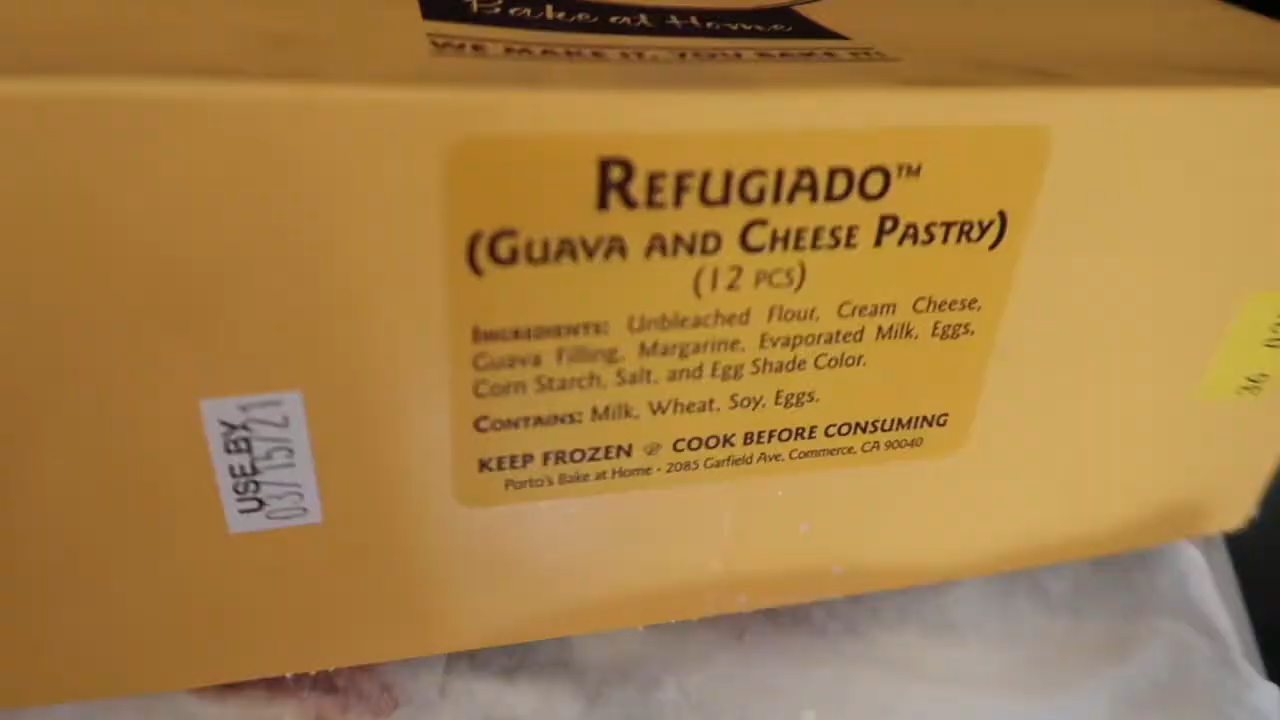 Bake at Home
WE MAKE IT, YOU BAKE IT!
REFUGIADO™
(GUAVA AND CHEESE PASTRY)
(12 PCS)
INGREDIENTS: Unbleached Flour, Cream Cheese,
Guava Filling, Margarine, Evaporated Milk, Eggs,
Corn Starch, Salt, and Egg Shade Color.
CONTAINS: Milk, Wheat, Soy, Eggs.
KEEP FROZEN COOK BEFORE CONSUMING
Porto's Bake at Home • 2085 Garfield Ave, Commerce, CA 90040
USE BY
03/15/21